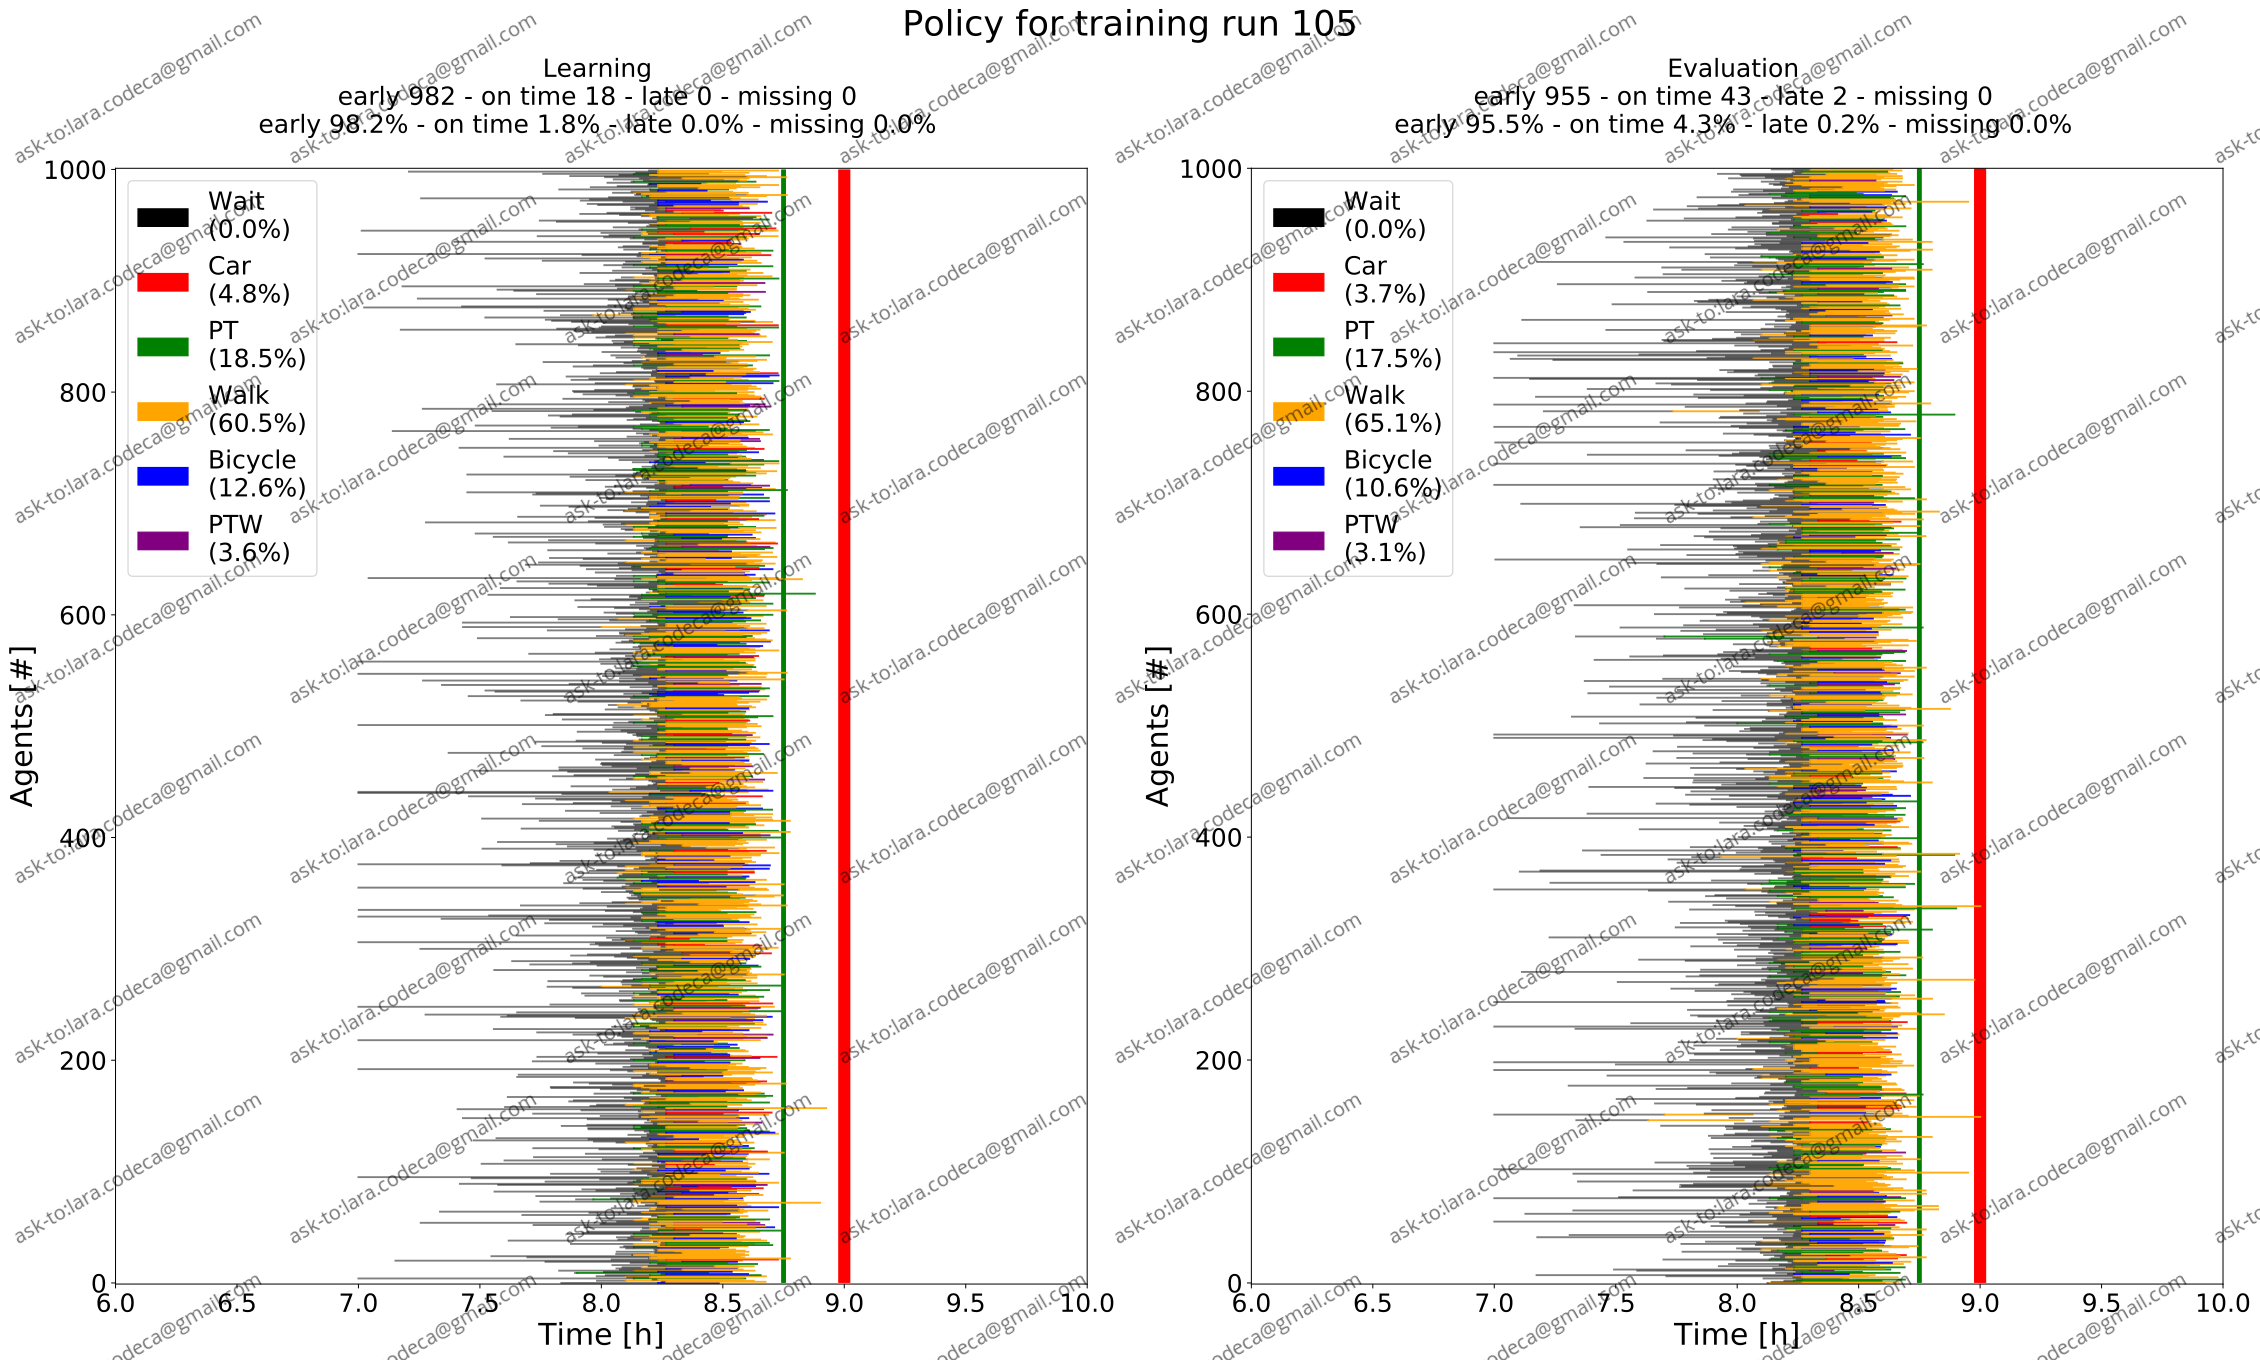 Policy for training run 105
Learning
early 982 - on time 18 - late 0 - missing 0
early 98.2% - on time 1.8% - late 0.0% - missing 0.0%
1000
800
600
400
200
0
Agents [#]
Wait
(0.0%)
Car
(4.8%)
PT
(18.5%)
Walk
(60.5%)
Bicycle
(12.6%)
PTW
(3.6%)
6.0 6.5 7.0 7.5 8.0 8.5 9.0 9.5 10.0
Time [h]
Evaluation
early 955 - on time 43 - late 2 - missing 0
early 95.5% - on time 4.3% - late 0.2% - missing 0.0%
1000
800
600
400
200
0
Agents [#]
Wait
(0.0%)
Car
(3.7%)
PT
(17.5%)
Walk
(65.1%)
Bicycle
(10.6%)
PTW
(3.1%)
6.0 6.5 7.0 7.5 8.0 8.5 9.0 9.5 10.0
Time [h]
ask-to:lara.codeca@gmail.com